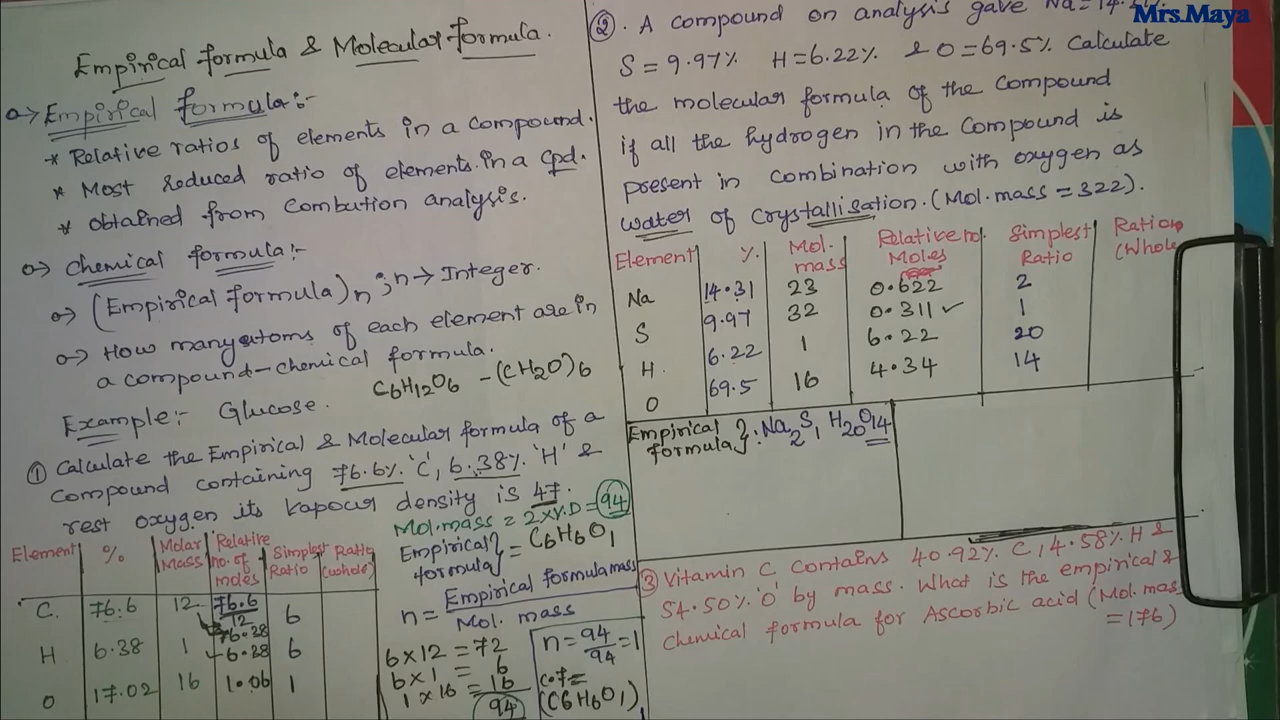 Empirical formula & Molecular formula.
Empirical formula:-
* Relative ratios of elements in a compound.
* Most reduced ratio of elements in a cpd.
* obtained from Combution analysis.
Chemical formula:-
(Empirical formula)n ; n → Integer.
How many atoms of each element are in
a compound - chemical formula.
Example:- Glucose. C6H12O6 - (CH2O)6
① Calculate the Empirical & Molecular formula of a
Compound containing 76.6% 'C', 6.38% 'H' &
rest oxygen its Vapour density is 47.
Mol.mass = 2 x V.D = 94
Element % Molar Mass Relative no. of moles Simplest Ratio Ratio (whole)
C. 76.6 12 76.6/12 6
6.38
H 6.38 1 6.38 6
O 17.02 16 1.06 1
Empirical formula} = C6H6O1
n = Empirical formula mass / Mol. mass
6 x 12 = 72
6 x 1 = 6
1 x 16 = 16
94
n = 94/94 = 1
(C6H6O1)1
Mrs.Maya
②. A compound on analysis gave Na = 14.31%
S = 9.97% H = 6.22% & O = 69.5% Calculate
the molecular formula of the Compound
if all the hydrogen in the Compound is
present in combination with oxygen as
water of Crystallisation. (Mol. mass = 322).
Element % Mol. mass Relative no. Moles Simplest Ratio Ration (Whole
Na 14.31 23 0.622 2
S 9.97 32 0.311 ✓ 1
H. 6.22 1 6.22 20
O 69.5 16 4.34 14
Empirical formula} : Na2S1H20O14
③ Vitamin C Contains 40.92% C, 4.58% H &
54.50% 'O' by mass. What is the empirical &
chemical formula for Ascorbic acid (Mol. mas
= 176)